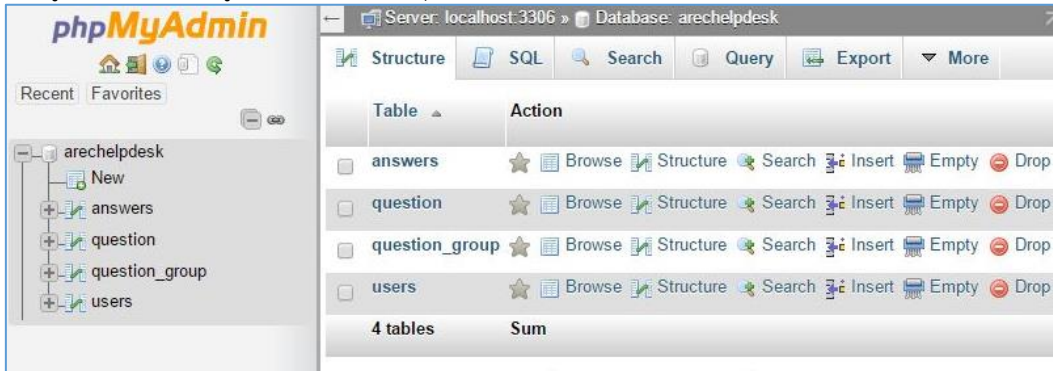 phpMyAdmin
Recent Favorites
arechelpdesk
New
answers
question
question_group
users
Server: localhost:3306 » Database: arechelpdesk
Structure SQL Search Query Export More
Table Action
answers Browse Structure Search Insert Empty Drop
question Browse Structure Search Insert Empty Drop
question_group Browse Structure Search Insert Empty Drop
users Browse Structure Search Insert Empty Drop
4 tables Sum